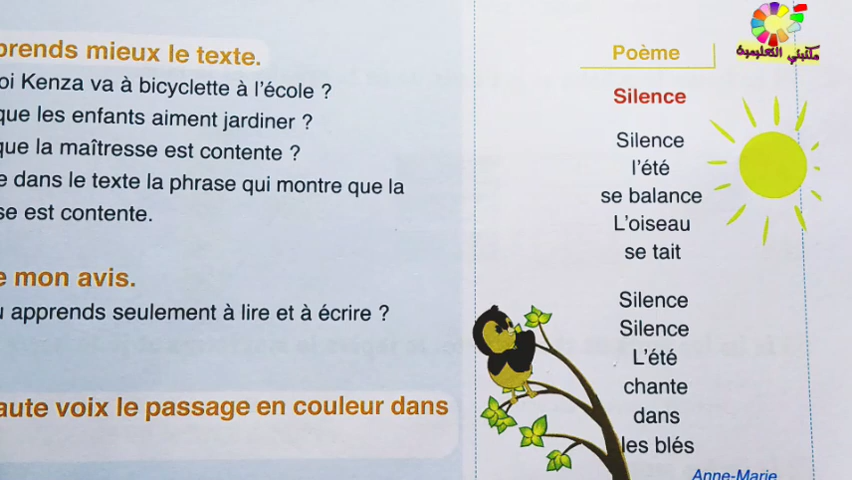 prends mieux le texte.
oi Kenza va à bicyclette à l'école ?
que les enfants aiment jardiner ?
que la maîtresse est contente ?
e dans le texte la phrase qui montre que la
se est contente.
e mon avis.
u apprends seulement à lire et à écrire ?
aute voix le passage en couleur dans
مكتبتي التعليمية
Poème
Silence
Silence
l'été
se balance
L'oiseau
se tait
Silence
Silence
L'été
chante
dans
les blés
Anne-Marie